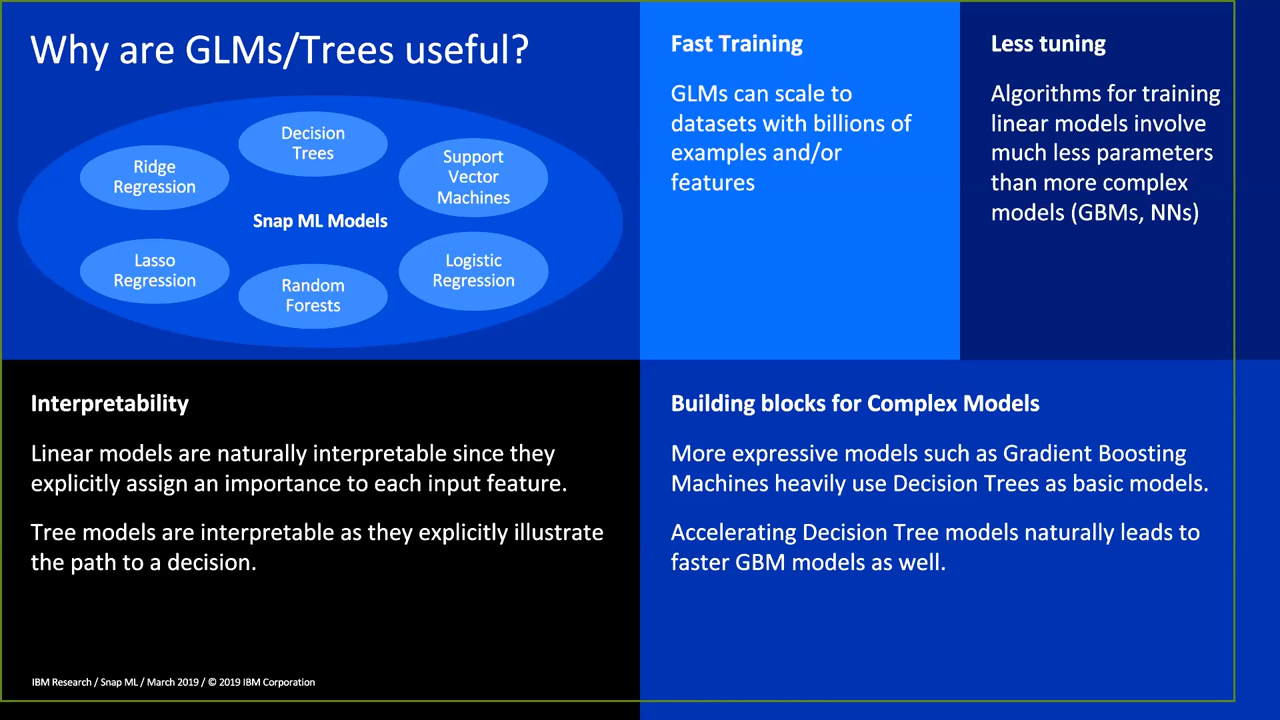 Why are GLMs/Trees useful?
Decision
Trees
Ridge
Regression
Support
Vector
Machines
Snap ML Models
Lasso
Regression
Random
Forests
Logistic
Regression
Fast Training
GLMs can scale to
datasets with billions of
examples and/or
features
Less tuning
Algorithms for training
linear models involve
much less parameters
than more complex
models (GBMs, NNs)
Interpretability
Linear models are naturally interpretable since they
explicitly assign an importance to each input feature.
Tree models are interpretable as they explicitly illustrate
the path to a decision.
Building blocks for Complex Models
More expressive models such as Gradient Boosting
Machines heavily use Decision Trees as basic models.
Accelerating Decision Tree models naturally leads to
faster GBM models as well.
IBM Research / Snap ML / March 2019 / © 2019 IBM Corporation